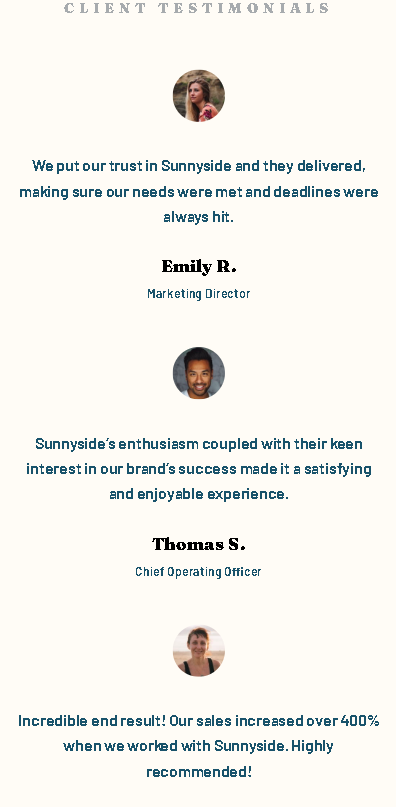 CLIENT TESTIMONIALS
We put our trust in Sunnyside and they delivered,
making sure our needs were met and deadlines were
always hit.
Emily R.
Marketing Director
Sunnyside’s enthusiasm coupled with their keen
interest in our brand’s success made it a satisfying
and enjoyable experience.
Thomas S.
Chief Operating Officer
Incredible end result! Our sales increased over 400%
when we worked with Sunnyside. Highly
recommended!